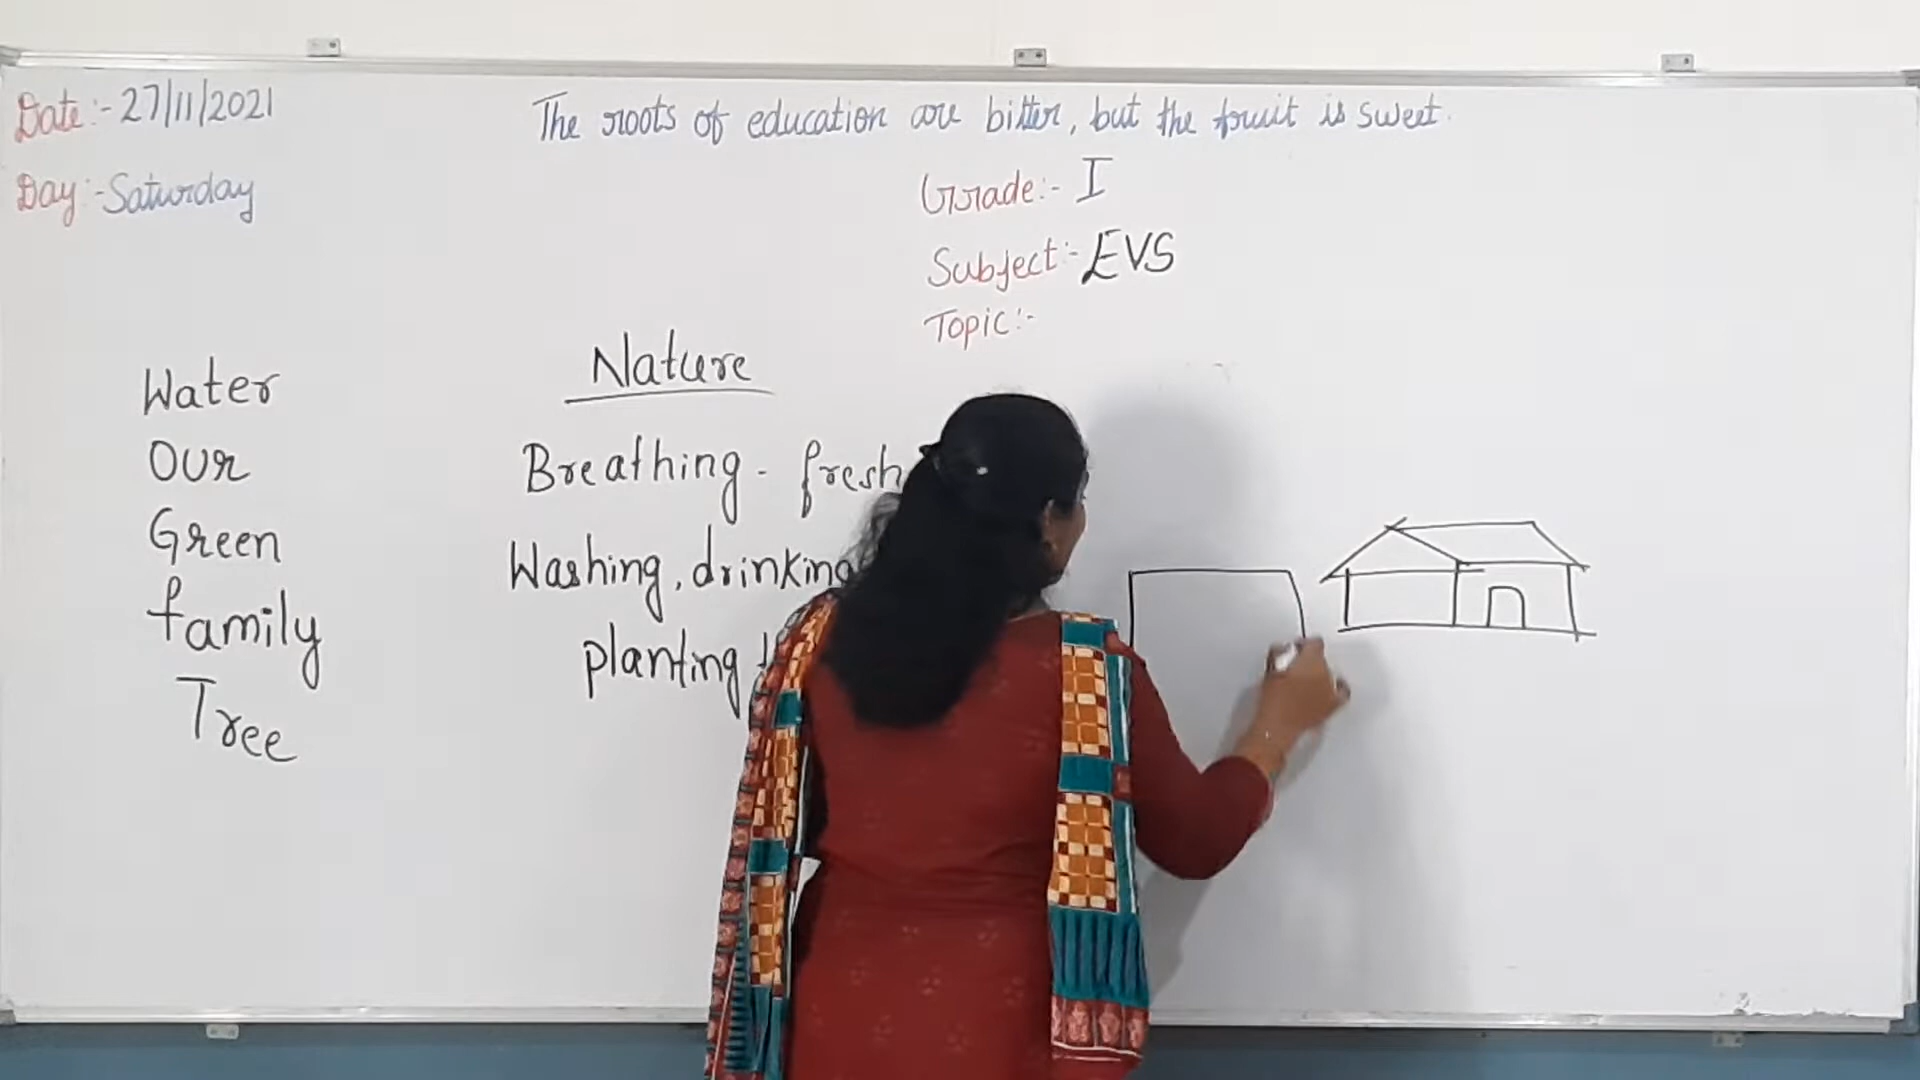 Date:- 27/11/2021
The roots of education are bitter, but the fruit is sweet.
Day:- Saturday
Grade:- I
Subject:- EVS
Topic:-
Water
Our
Green
family
Tree
Nature
Breathing - fresh
Washing, drinking
planting